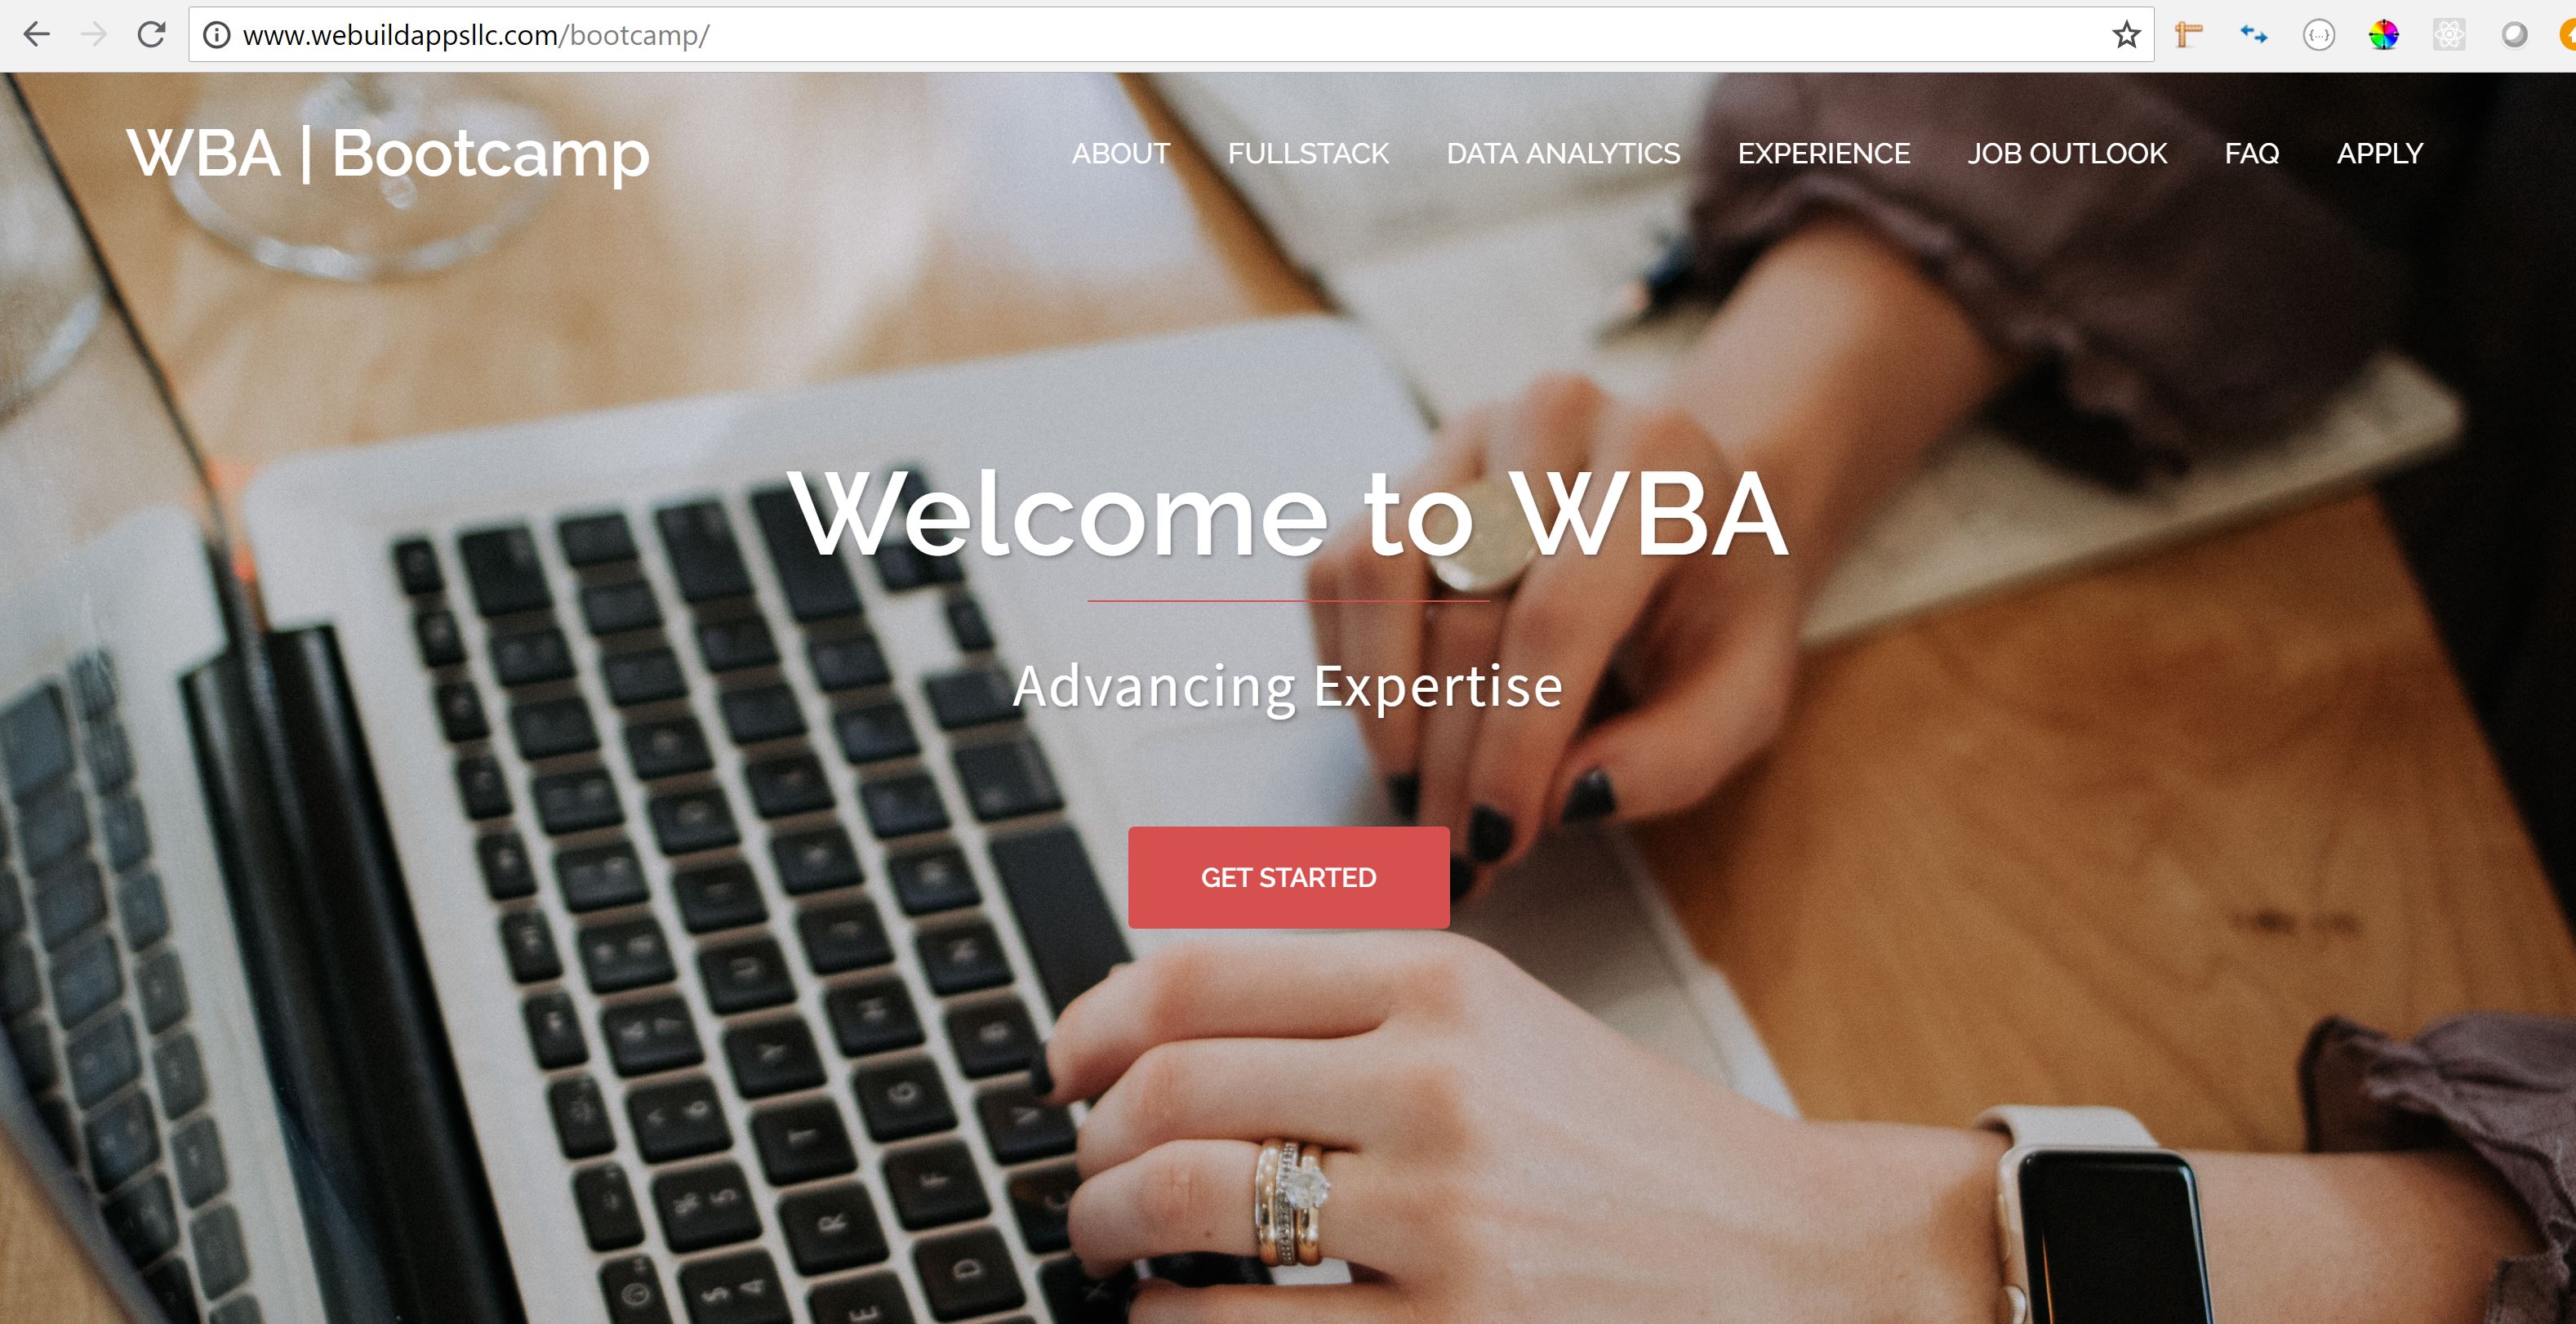 www.webuildappsllc.com/bootcamp/
WBA | Bootcamp
ABOUT FULLSTACK DATA ANALYTICS EXPERIENCE JOB OUTLOOK FAQ APPLY
Welcome to WBA
Advancing Expertise
GET STARTED